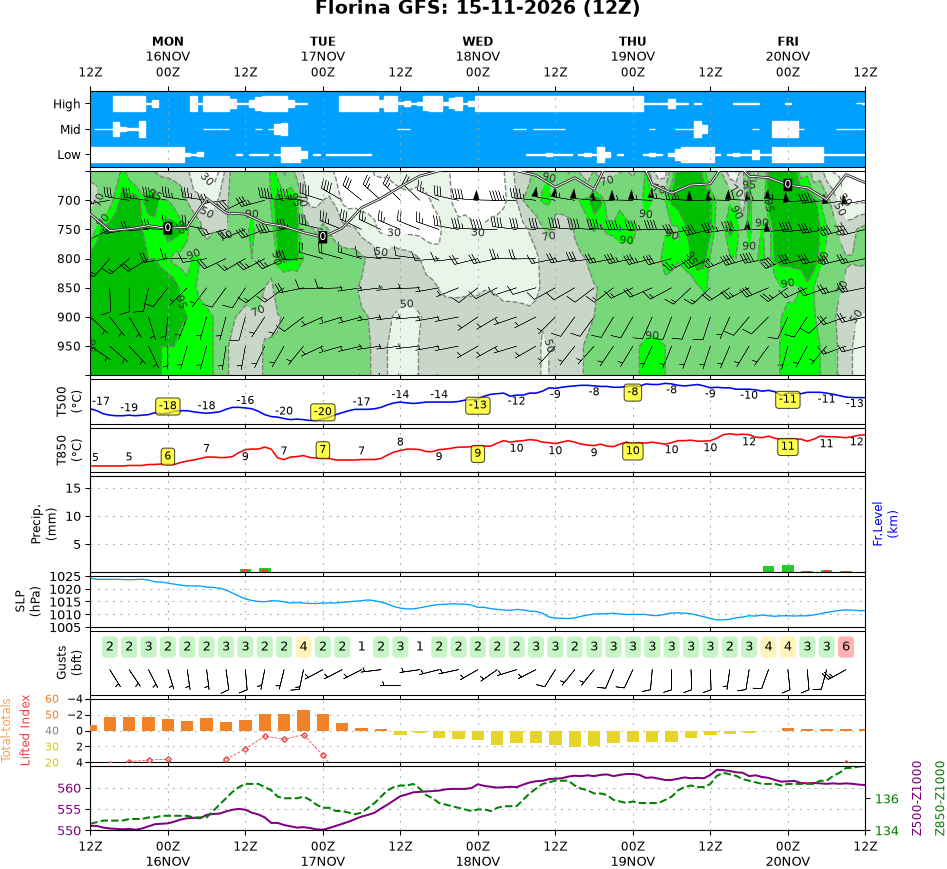 Florina GFS: 15-11-2026 (12Z)
MON TUE WED THU FRI
16NOV 17NOV 18NOV 19NOV 20NOV
12Z 00Z 12Z 00Z 12Z 00Z 12Z 00Z 12Z 00Z 12Z
High
Mid
Low
700
750
800
850
900
950
T500
(°C)
-17 -19 -18 -18 -16 -20 -20 -17 -14 -14 -13 -12 -9 -8 -8 -8 -9 -10 -11 -11 -13
T850
(°C)
5 5 6 7 9 7 7 7 8 9 9 10 10 9 10 10 10 12 11 11 12
Precip.
(mm)
15
10
5
Fr.Level
(km)
SLP
(hPa)
1025
1020
1015
1010
1005
Gusts
(bft)
2 2 3 2 2 2 3 3 2 2 4 2 2 1 2 3 1 2 2 2 2 2 3 3 3 3 2 3 3 3 3 3 3 3 4 4 3 3 6
Total-totals
Lifted Index
60 −4
50 −2
40 0
30 2
20 4
560
555
550
136
134
Z500-Z1000
Z850-Z1000
12Z 00Z 12Z 00Z 12Z 00Z 12Z 00Z 12Z 00Z 12Z
16NOV 17NOV 18NOV 19NOV 20NOV